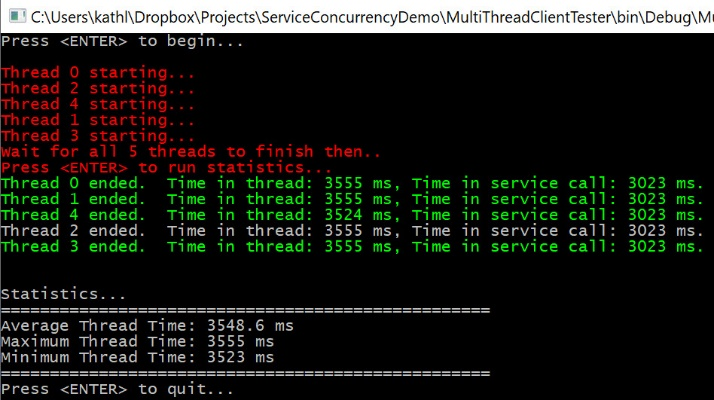 C:\Users\kathl\Dropbox\Projects\ServiceConcurrencyDemo\MultiThreadClientTester\bin\Debug\Mu
Press <ENTER> to begin...
Thread 0 starting...
Thread 2 starting...
Thread 4 starting...
Thread 1 starting...
Thread 3 starting...
Wait for all 5 threads to finish then..
Press <ENTER> to run statistics...
Thread 0 ended.  Time in thread: 3555 ms, Time in service call: 3023 ms.
Thread 1 ended.  Time in thread: 3555 ms, Time in service call: 3023 ms.
Thread 4 ended.  Time in thread: 3524 ms, Time in service call: 3023 ms.
Thread 2 ended.  Time in thread: 3555 ms, Time in service call: 3023 ms.
Thread 3 ended.  Time in thread: 3555 ms, Time in service call: 3023 ms.
Statistics...
==================================================
Average Thread Time: 3548.6 ms
Maximum Thread Time: 3555 ms
Minimum Thread Time: 3523 ms
==================================================
Press <ENTER> to quit...